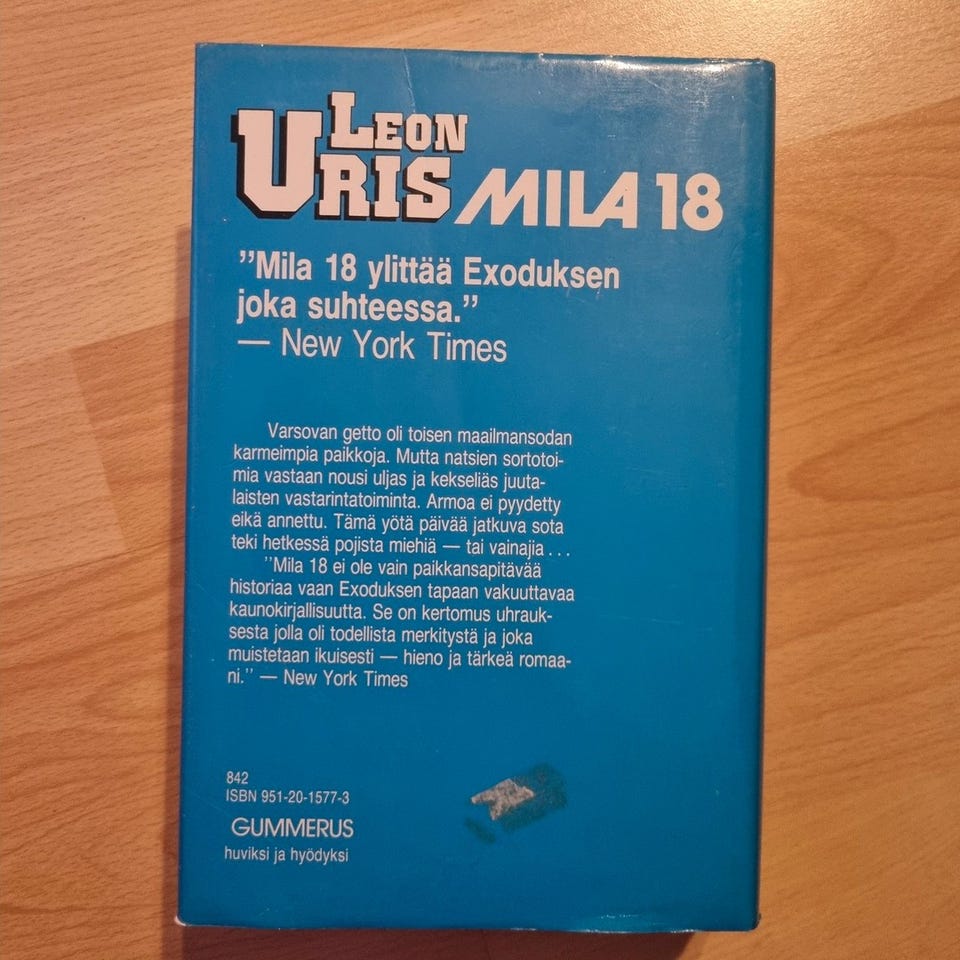 LEON
URIS MILA 18
”Mila 18 ylittää Exoduksen
joka suhteessa.”
— New York Times
Varsovan getto oli toisen maailmansodan
karmeimpia paikkoja. Mutta natsien sortotoi-
mia vastaan nousi uljas ja kekseliäs juuta-
laisten vastarintatoiminta. Armoa ei pyydetty
eikä annettu. Tämä yötä päivää jatkuva sota
teki hetkessä pojista miehiä — tai vainajia . . .
”Mila 18 ei ole vain paikkansapitävää
historiaa vaan Exoduksen tapaan vakuuttavaa
kaunokirjallisuutta. Se on kertomus uhrauk-
sesta jolla oli todellista merkitystä ja joka
muistetaan ikuisesti — hieno ja tärkeä romaa-
ni.” — New York Times
842
ISBN 951-20-1577-3
GUMMERUS
huviksi ja hyödyksi